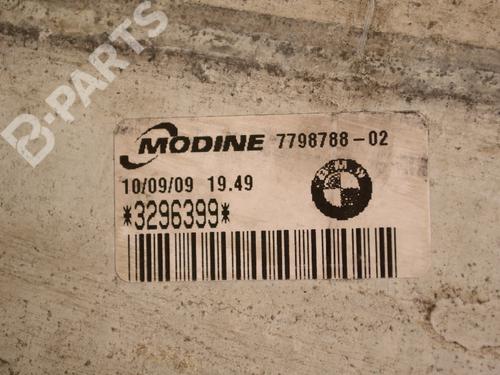 B-PARTS
MODINE 7798788-02
10/09/09 19.49
BMW
*3296399*